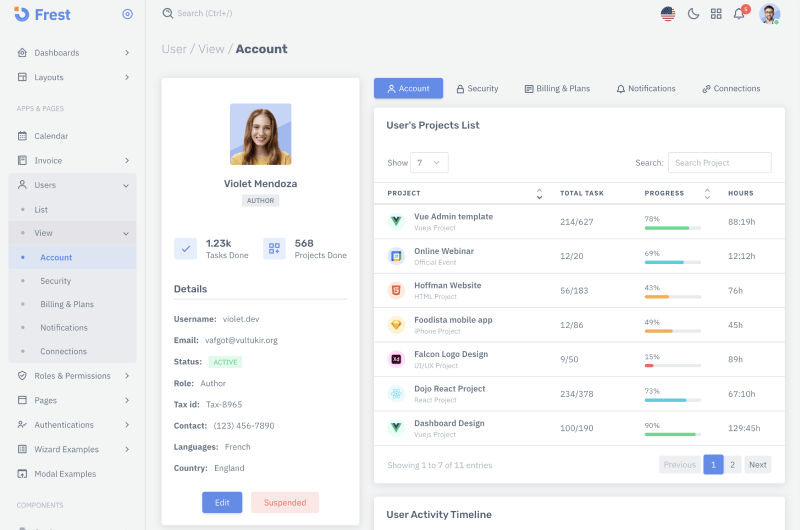 Frest
Search (Ctrl+/)
5
Dashboards
Layouts
APPS & PAGES
Calendar
Invoice
Users
List
View
Account
Security
Billing & Plans
Notifications
Connections
Roles & Permissions
Pages
Authentications
Wizard Examples
Modal Examples
COMPONENTS
User / View / Account
Violet Mendoza
AUTHOR
1.23k
Tasks Done
568
Projects Done
Details
Username: violet.dev
Email: vafgot@vultukir.org
Status: ACTIVE
Role: Author
Tax id: Tax-8965
Contact: (123) 456-7890
Languages: French
Country: England
Edit
Suspended
Account
Security
Billing & Plans
Notifications
Connections
User's Projects List
Show 7
Search: Search Project
PROJECT TOTAL TASK PROGRESS HOURS
Vue Admin template
Vuejs Project
214/627
78%
88:19h
Online Webinar
Official Event
12/20
69%
12:12h
Hoffman Website
HTML Project
56/183
43%
76h
Foodista mobile app
iPhone Project
12/86
49%
45h
Xd
Falcon Logo Design
UI/UX Project
9/50
15%
89h
Dojo React Project
React Project
234/378
73%
67:10h
Dashboard Design
Vuejs Project
100/190
90%
129:45h
Showing 1 to 7 of 11 entries
Previous 1 2 Next
User Activity Timeline